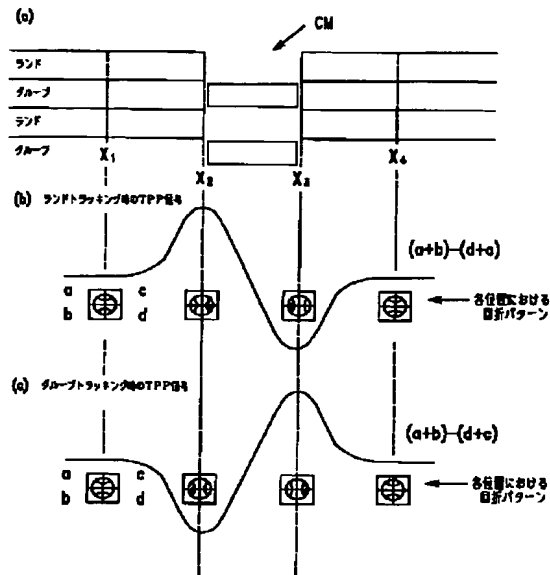 (a)
CM
ランド
グルーブ
ランド
グルーブ
X1
X2
X3
X4
(b) ランドトラッキング時のTPP信号
(a+b)-(d+c)
a c
b d
各位置における
回折パターン
(c) グルーブトラッキング時のTPP信号
(a+b)-(d+c)
a c
b d
各位置における
回折パターン